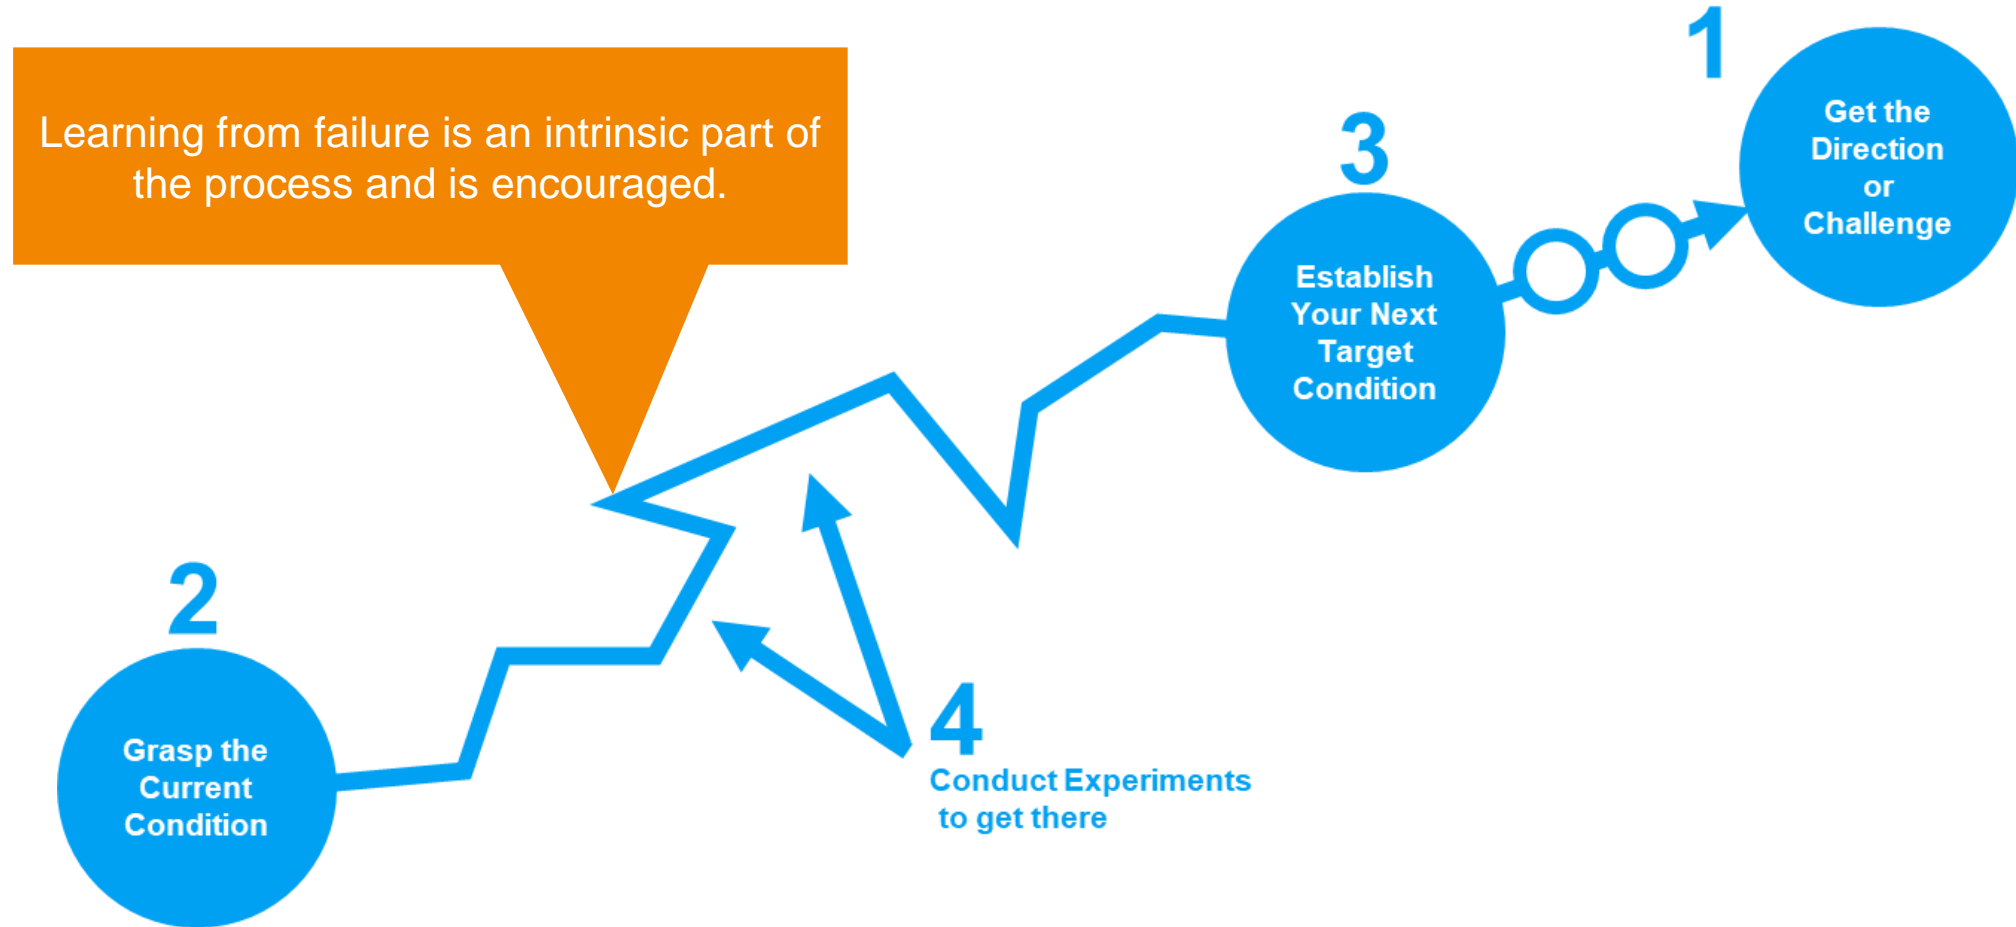 Learning from failure is an intrinsic part of
the process and is encouraged.
1
Get the
Direction
or
Challenge
3
Establish
Your Next
Target
Condition
2
Grasp the
Current
Condition
4
Conduct Experiments
to get there